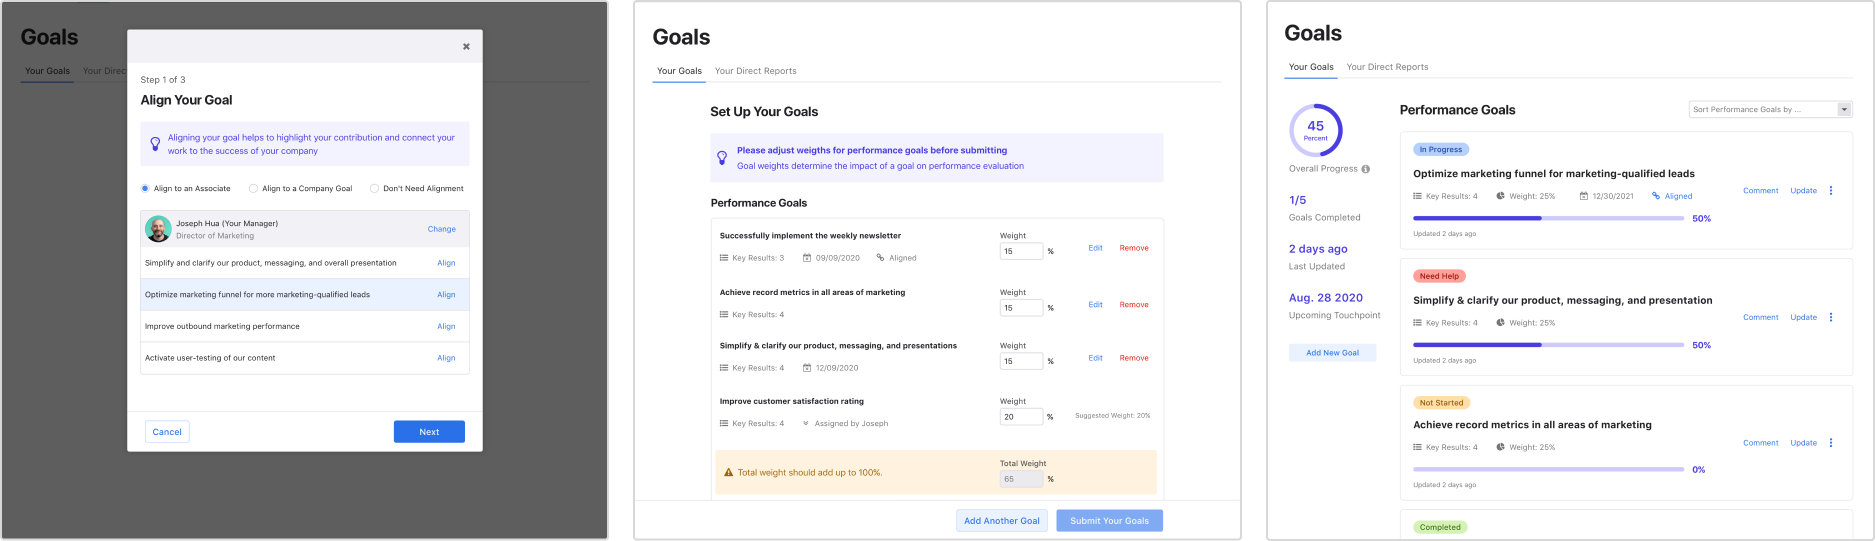 Goals
Your Goals Your Direc
×
Step 1 of 3
Align Your Goal
Aligning your goal helps to highlight your contribution and connect your
work to the success of your company
Align to an Associate Align to a Company Goal Don't Need Alignment
Joseph Hua (Your Manager)
Director of Marketing
Change
Simplify and clarify our product, messaging, and overall presentation Align
Optimize marketing funnel for more marketing-qualified leads Align
Improve outbound marketing performance Align
Activate user-testing of our content Align
Cancel Next
Goals
Your Goals Your Direct Reports
Set Up Your Goals
Please adjust weigths for performance goals before submitting
Goal weights determine the impact of a goal on performance evaluation
Performance Goals
Successfully implement the weekly newsletter
Key Results: 3 09/09/2020 Aligned
Weight
15 %
Edit Remove
Achieve record metrics in all areas of marketing
Key Results: 4
Weight
15 %
Edit Remove
Simplify & clarify our product, messaging, and presentations
Key Results: 4 12/09/2020
Weight
15 %
Edit Remove
Improve customer satisfaction rating
Key Results: 4 Assigned by Joseph
Weight
20 %
Suggested Weight: 20%
Total weight should add up to 100%.
Total Weight
65 %
Add Another Goal Submit Your Goals
Goals
Your Goals Your Direct Reports
45
Percent
Overall Progress
1/5
Goals Completed
2 days ago
Last Updated
Aug. 28 2020
Upcoming Touchpoint
Add New Goal
Performance Goals
Sort Performance Goals by ...
In Progress
Optimize marketing funnel for marketing-qualified leads
Key Results: 4 Weight: 25% 12/30/2021 Aligned
Comment Update
50%
Updated 2 days ago
Need Help
Simplify & clarify our product, messaging, and presentation
Key Results: 4 Weight: 25%
Comment Update
50%
Updated 2 days ago
Not Started
Achieve record metrics in all areas of marketing
Key Results: 4 Weight: 25%
Comment Update
0%
Updated 2 days ago
Completed